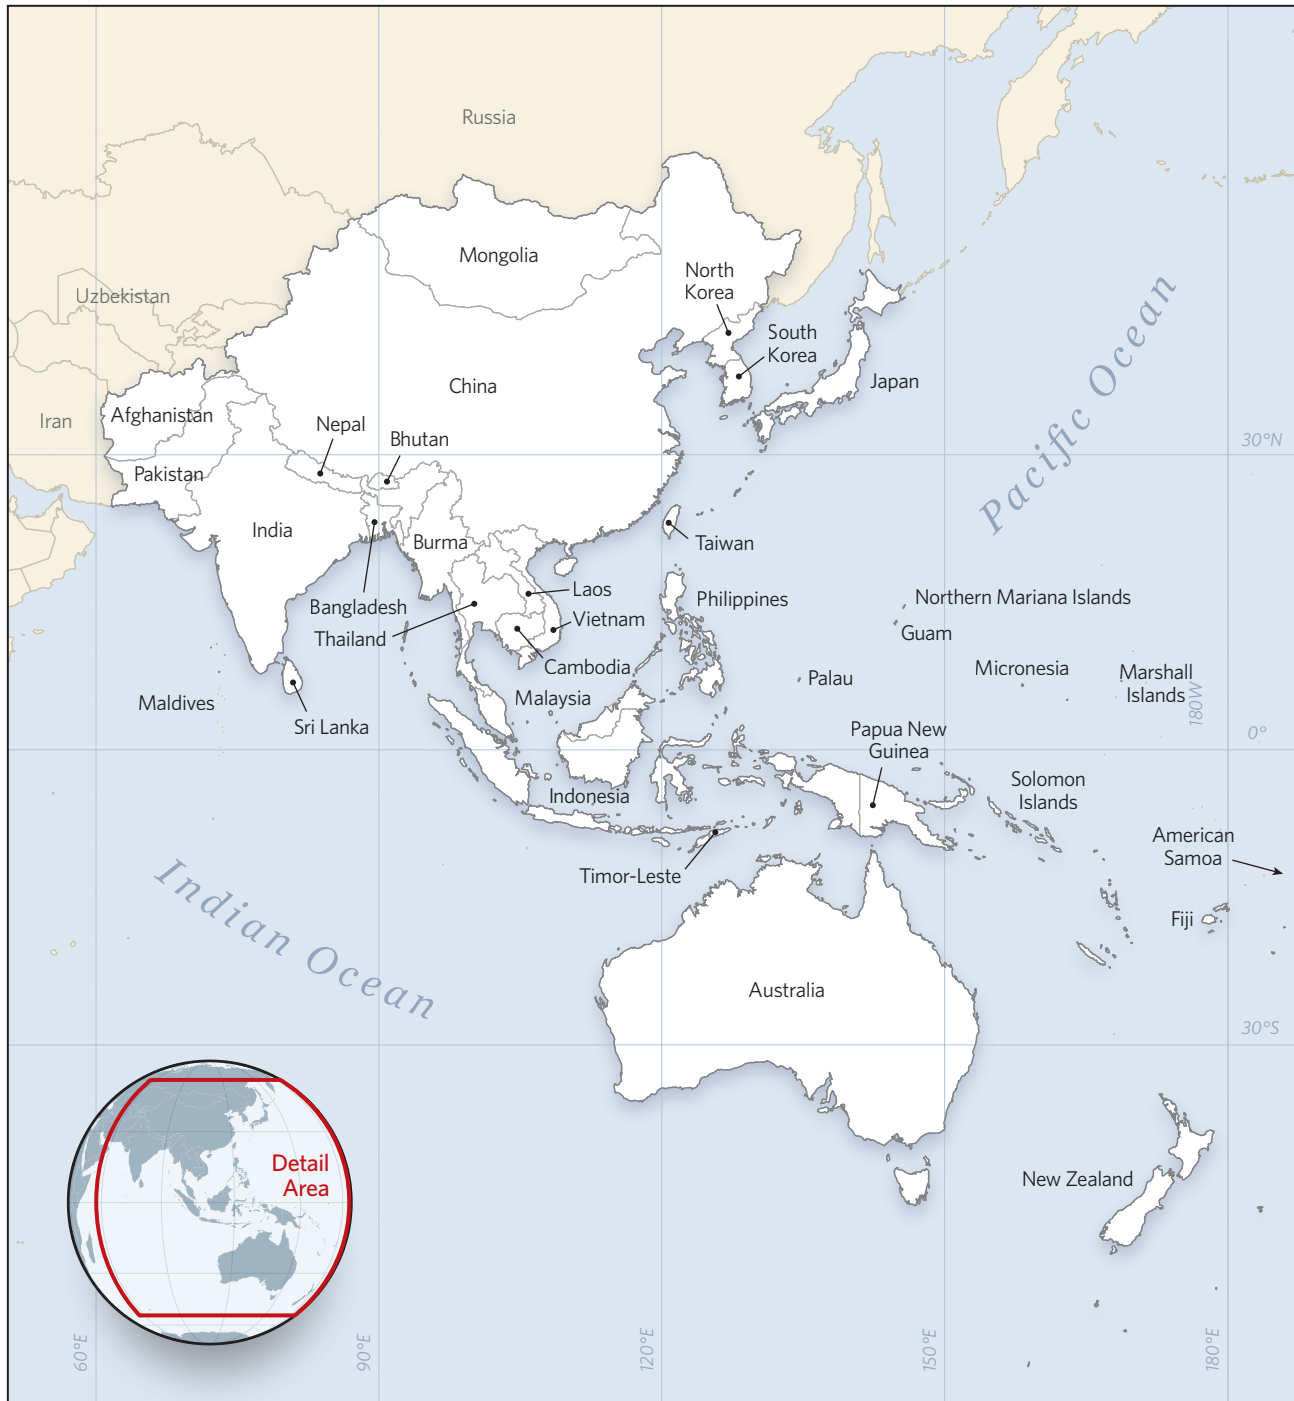 Russia
Mongolia
Uzbekistan
North
Korea
South
Korea
Japan
China
Iran
Afghanistan
Nepal
Bhutan
Pakistan
India
Burma
Taiwan
Pacific Ocean
30°N
Bangladesh
Thailand
Laos
Vietnam
Cambodia
Philippines
Northern Mariana Islands
Guam
Micronesia
Marshall
Islands
Palau
Malaysia
Maldives
Sri Lanka
180W
0°
Papua New
Guinea
Indonesia
Solomon
Islands
American
Samoa
Timor-Leste
Fiji
Indian Ocean
Australia
30°S
New Zealand
Detail
Area
60°E
90°E
120°E
150°E
180°E